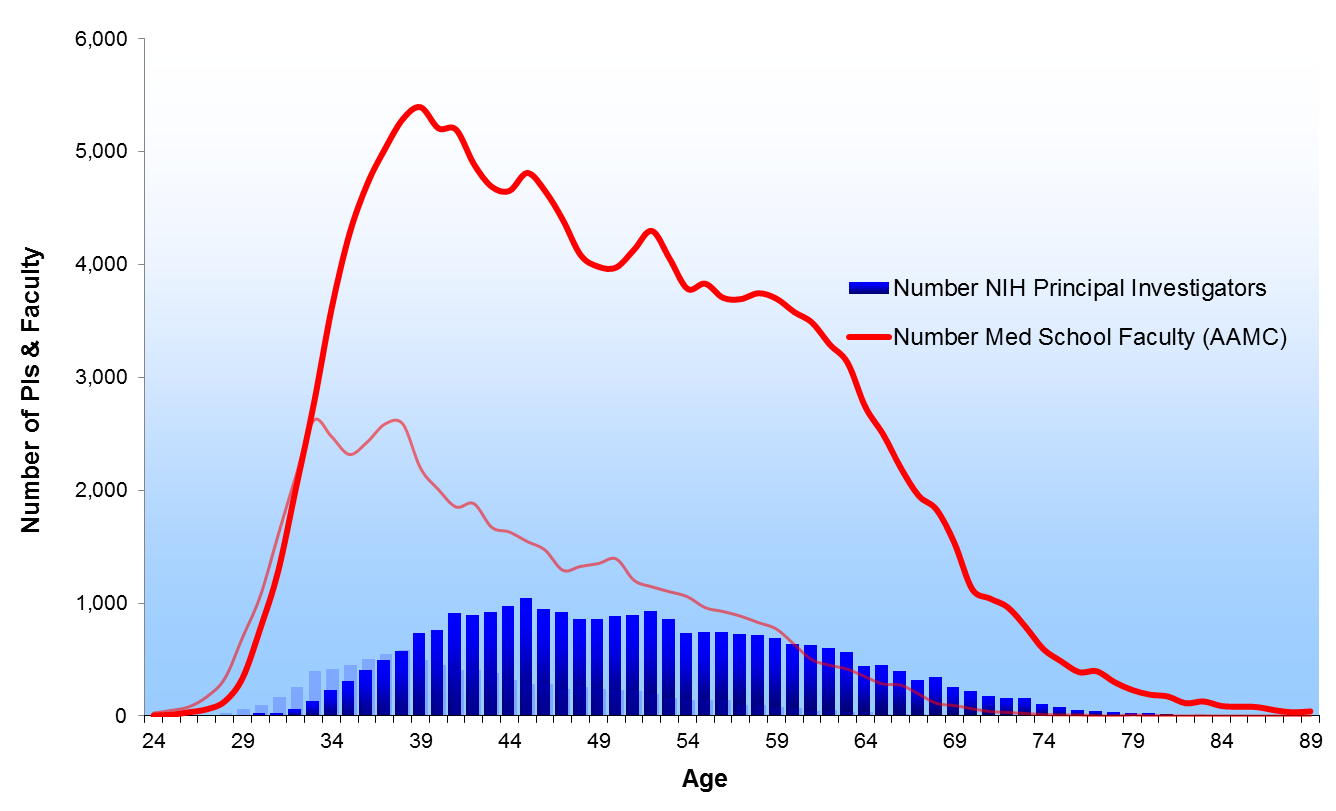 6,000
5,000
4,000
3,000
2,000
1,000
0
Number of PIs & Faculty
Number NIH Principal Investigators
Number Med School Faculty (AAMC)
24 29 34 39 44 49 54 59 64 69 74 79 84 89
Age